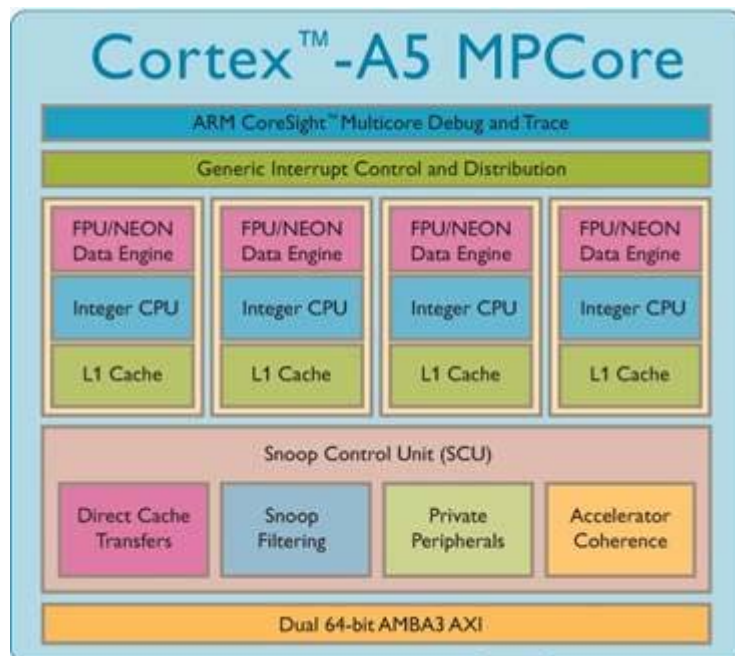 Cortex™-A5 MPCore
ARM CoreSight™ Multicore Debug and Trace
Generic Interrupt Control and Distribution
FPU/NEON
Data Engine
Integer CPU
L1 Cache
FPU/NEON
Data Engine
Integer CPU
L1 Cache
FPU/NEON
Data Engine
Integer CPU
L1 Cache
FPU/NEON
Data Engine
Integer CPU
L1 Cache
Snoop Control Unit (SCU)
Direct Cache
Transfers
Snoop
Filtering
Private
Peripherals
Accelerator
Coherence
Dual 64-bit AMBA3 AXI